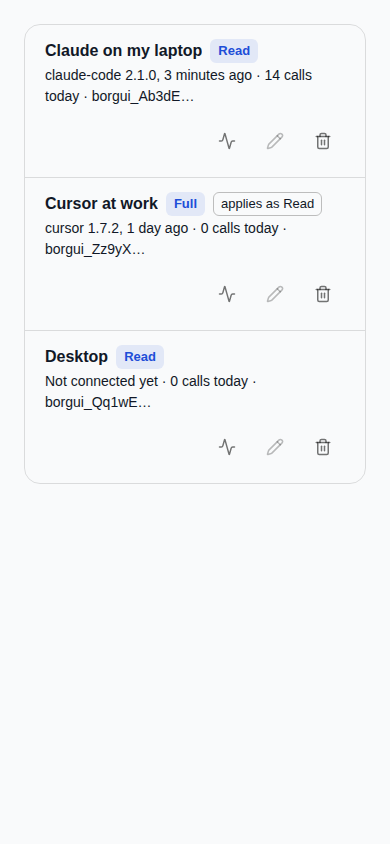 Claude on my laptop Read
claude-code 2.1.0, 3 minutes ago · 14 calls
today · borgui_Ab3dE…
Cursor at work Full applies as Read
cursor 1.7.2, 1 day ago · 0 calls today ·
borgui_Zz9yX…
Desktop Read
Not connected yet · 0 calls today ·
borgui_Qq1wE…